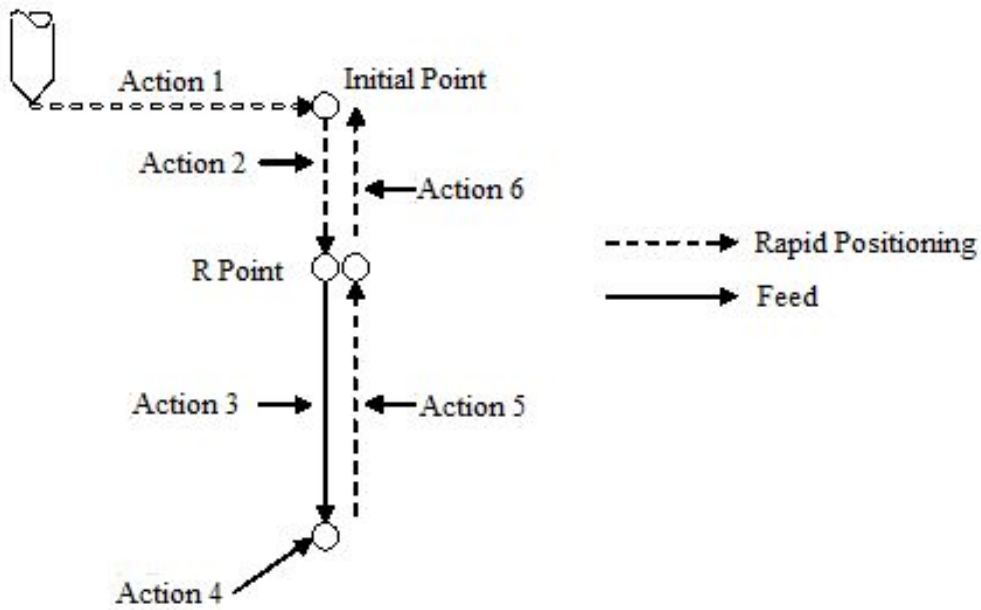 Action 1
Initial Point
Action 2
Action 6
Rapid Positioning
R Point
Feed
Action 3
Action 5
Action 4